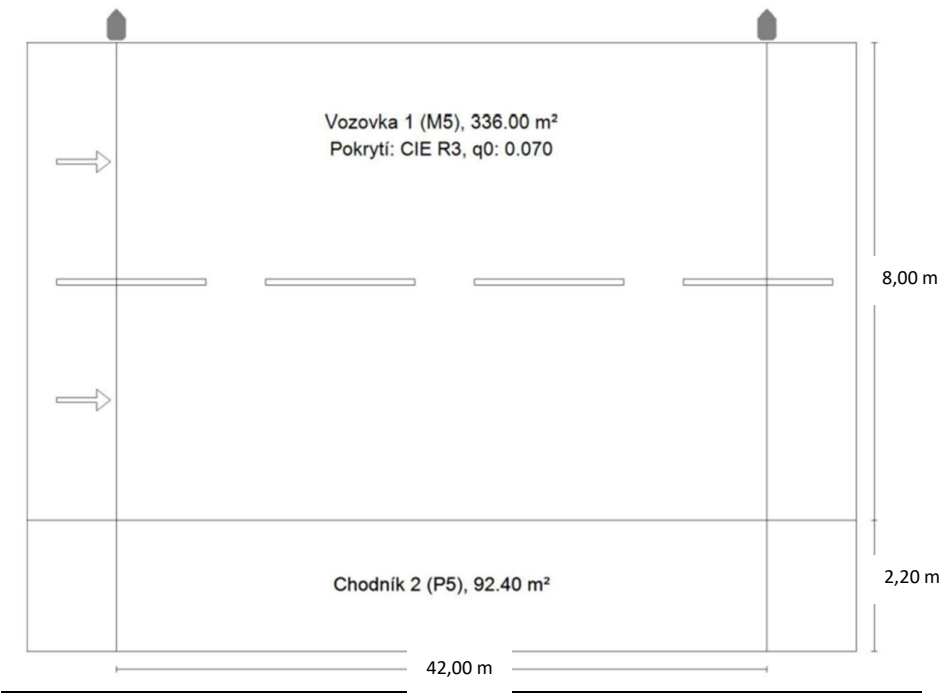 Vozovka 1 (M5), 336.00 m²
Pokrytí: CIE R3, q0: 0.070
8,00 m
Chodník 2 (P5), 92.40 m²
2,20 m
42,00 m